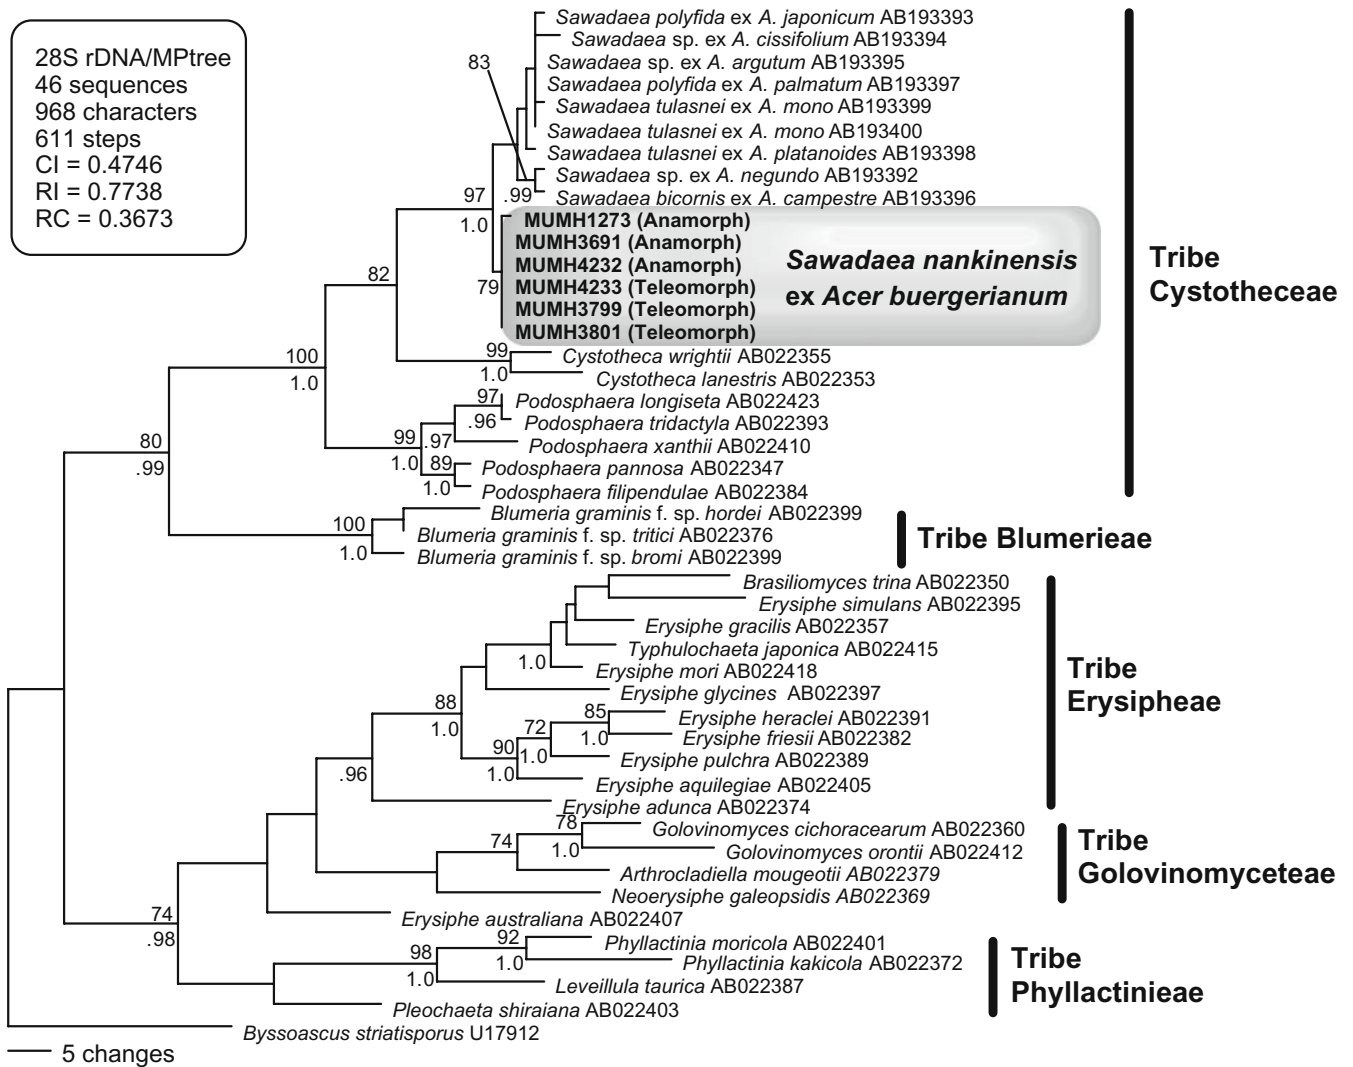 28S rDNA/MPtree
46 sequences
968 characters
611 steps
CI = 0.4746
RI = 0.7738
RC = 0.3673
Sawadaea polyfida ex A. japonicum AB193393
Sawadaea sp. ex A. cissifolium AB193394
83
Sawadaea sp. ex A. argutum AB193395
Sawadaea polyfida ex A. palmatum AB193397
Sawadaea tulasnei ex A. mono AB193399
Sawadaea tulasnei ex A. mono AB193400
Sawadaea tulasnei ex A. platanoides AB193398
Sawadaea sp. ex A. negundo AB193392
97
.99
Sawadaea bicornis ex A. campestre AB193396
1.0
MUMH1273 (Anamorph)
MUMH3691 (Anamorph)
MUMH4232 (Anamorph)
79
MUMH4233 (Teleomorph)
MUMH3799 (Teleomorph)
MUMH3801 (Teleomorph)
Sawadaea nankinensis
ex Acer buergerianum
Tribe
Cystotheceae
82
100
1.0
99
Cystotheca wrightii AB022355
1.0
Cystotheca lanestris AB022353
97
Podosphaera longiseta AB022423
.96
Podosphaera tridactyla AB022393
99
.97
Podosphaera xanthii AB022410
1.0
89
Podosphaera pannosa AB022347
1.0
Podosphaera filipendulae AB022384
80
.99
Blumeria graminis f. sp. hordei AB022399
100
Blumeria graminis f. sp. tritici AB022376
1.0
Blumeria graminis f. sp. bromi AB022399
Tribe Blumerieae
Brasiliomyces trina AB022350
Erysiphe simulans AB022395
Erysiphe gracilis AB022357
Typhulochaeta japonica AB022415
1.0
Erysiphe mori AB022418
Erysiphe glycines AB022397
88
1.0
85
Erysiphe heraclei AB022391
72
1.0
Erysiphe friesii AB022382
90
1.0
Erysiphe pulchra AB022389
1.0
Erysiphe aquilegiae AB022405
.96
Erysiphe adunca AB022374
Tribe
Erysipheae
78
Golovinomyces cichoracearum AB022360
74
1.0
Golovinomyces orontii AB022412
Arthrocladiella mougeotii AB022379
Neoerysiphe galeopsidis AB022369
Tribe
Golovinomyceteae
74
.98
Erysiphe australiana AB022407
92
Phyllactinia moricola AB022401
98
1.0
Phyllactinia kakicola AB022372
1.0
Leveillula taurica AB022387
Pleochaeta shiraiana AB022403
Tribe
Phyllactinieae
Byssoascus striatisporus U17912
5 changes